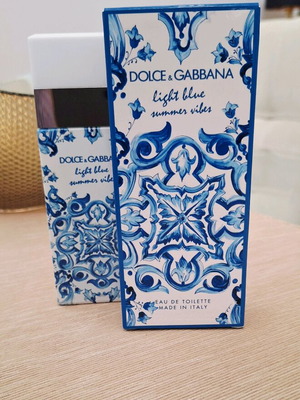 DOLCE & GABBANA
light blue
summer vibes
EAU DE TOILETTE
MADE IN ITALY
DOLCE & GABBANA
light blue
summer vibes